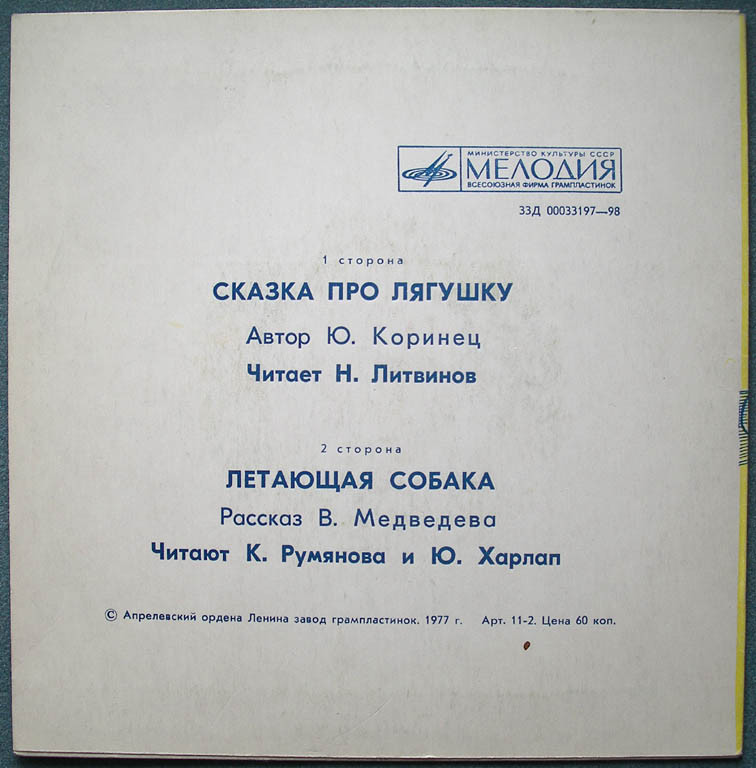 МИНИСТЕРСТВО КУЛЬТУРЫ СССР
МЕЛОДИЯ
ВСЕСОЮЗНАЯ ФИРМА ГРАМПЛАСТИНОК
33Д 00033197—98
1 сторона
СКАЗКА ПРО ЛЯГУШКУ
Автор Ю. Коринец
Читает Н. Литвинов
2 сторона
ЛЕТАЮЩАЯ СОБАКА
Рассказ В. Медведева
Читают К. Румянова и Ю. Харлап
© Апрелевский ордена Ленина завод грампластинок. 1977 г. Арт. 11-2. Цена 60 коп.